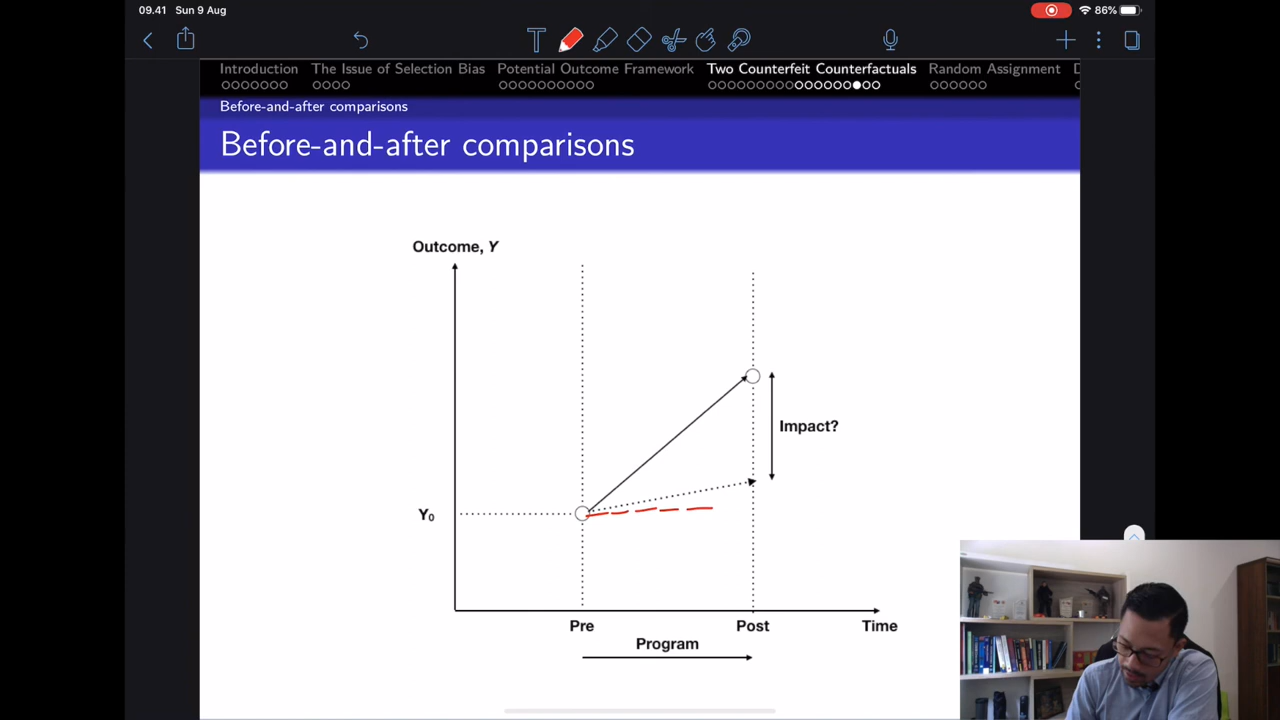 09.41 Sun 9 Aug
86%
Introduction The Issue of Selection Bias Potential Outcome Framework Two Counterfeit Counterfactuals Random Assignment D
Before-and-after comparisons
Before-and-after comparisons
Outcome, Y
Impact?
Y₀
Pre Post Time
Program